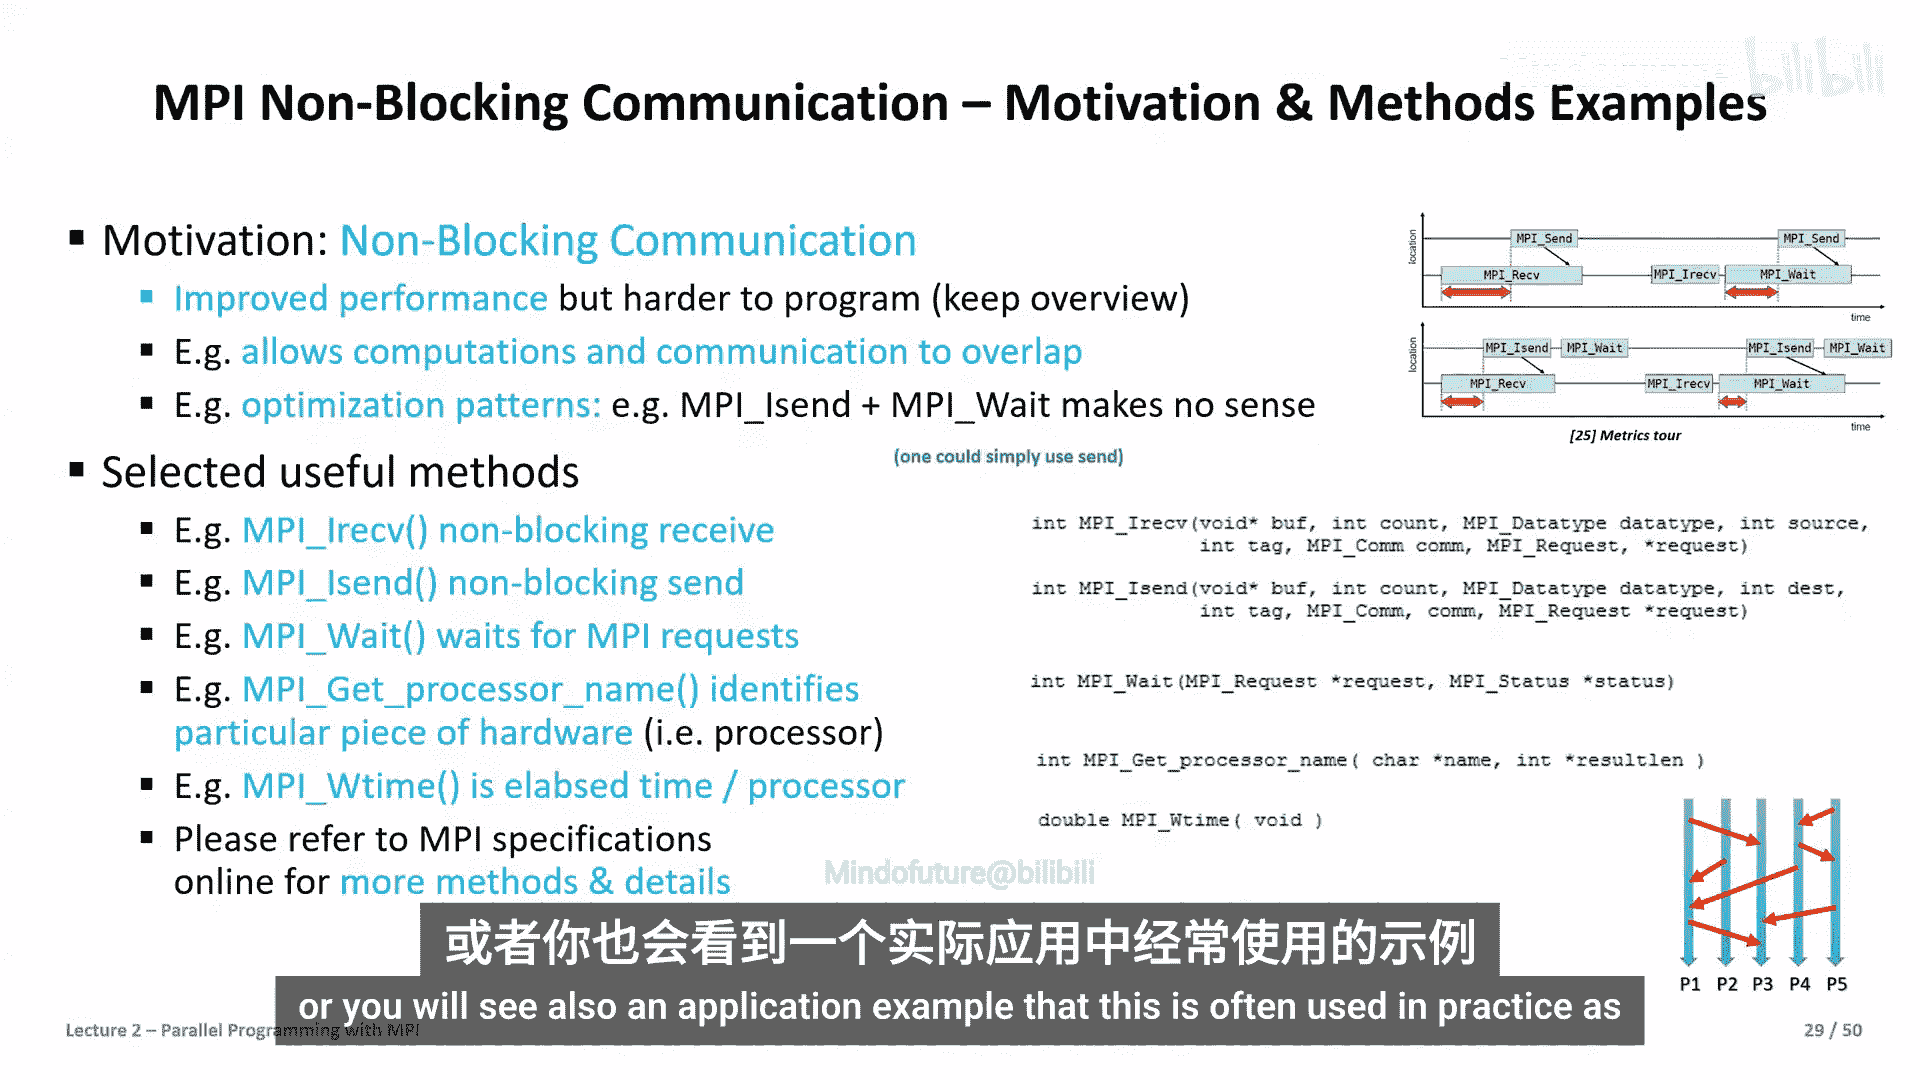 bilibili
MPI Non-Blocking Communication – Motivation & Methods Examples
▪ Motivation: Non-Blocking Communication
▪ Improved performance but harder to program (keep overview)
▪ E.g. allows computations and communication to overlap
▪ E.g. optimization patterns: e.g. MPI_Isend + MPI_Wait makes no sense
(one could simply use send)
▪ Selected useful methods
▪ E.g. MPI_Irecv() non-blocking receive
▪ E.g. MPI_Isend() non-blocking send
▪ E.g. MPI_Wait() waits for MPI requests
▪ E.g. MPI_Get_processor_name() identifies
particular piece of hardware (i.e. processor)
▪ E.g. MPI_Wtime() is elabsed time / processor
▪ Please refer to MPI specifications
online for more methods & details
location
MPI_Send MPI_Send
MPI_Recv MPI_Irecv MPI_Wait
time
location
MPI_Isend MPI_Wait MPI_Isend MPI_Wait
MPI_Recv MPI_Irecv MPI_Wait
time
[25] Metrics tour
int MPI_Irecv(void* buf, int count, MPI_Datatype datatype, int source,
int tag, MPI_Comm comm, MPI_Request, *request)
int MPI_Isend(void* buf, int count, MPI_Datatype datatype, int dest,
int tag, MPI_Comm, comm, MPI_Request *request)
int MPI_Wait(MPI_Request *request, MPI_Status *status)
int MPI_Get_processor_name( char *name, int *resultlen )
double MPI_Wtime( void )
P1 P2 P3 P4 P5
Mindofuture@bilibili
或者你也会看到一个实际应用中经常使用的示例
or you will see also an application example that this is often used in practice as
Lecture 2 – Parallel Programming with MPI
29 / 50